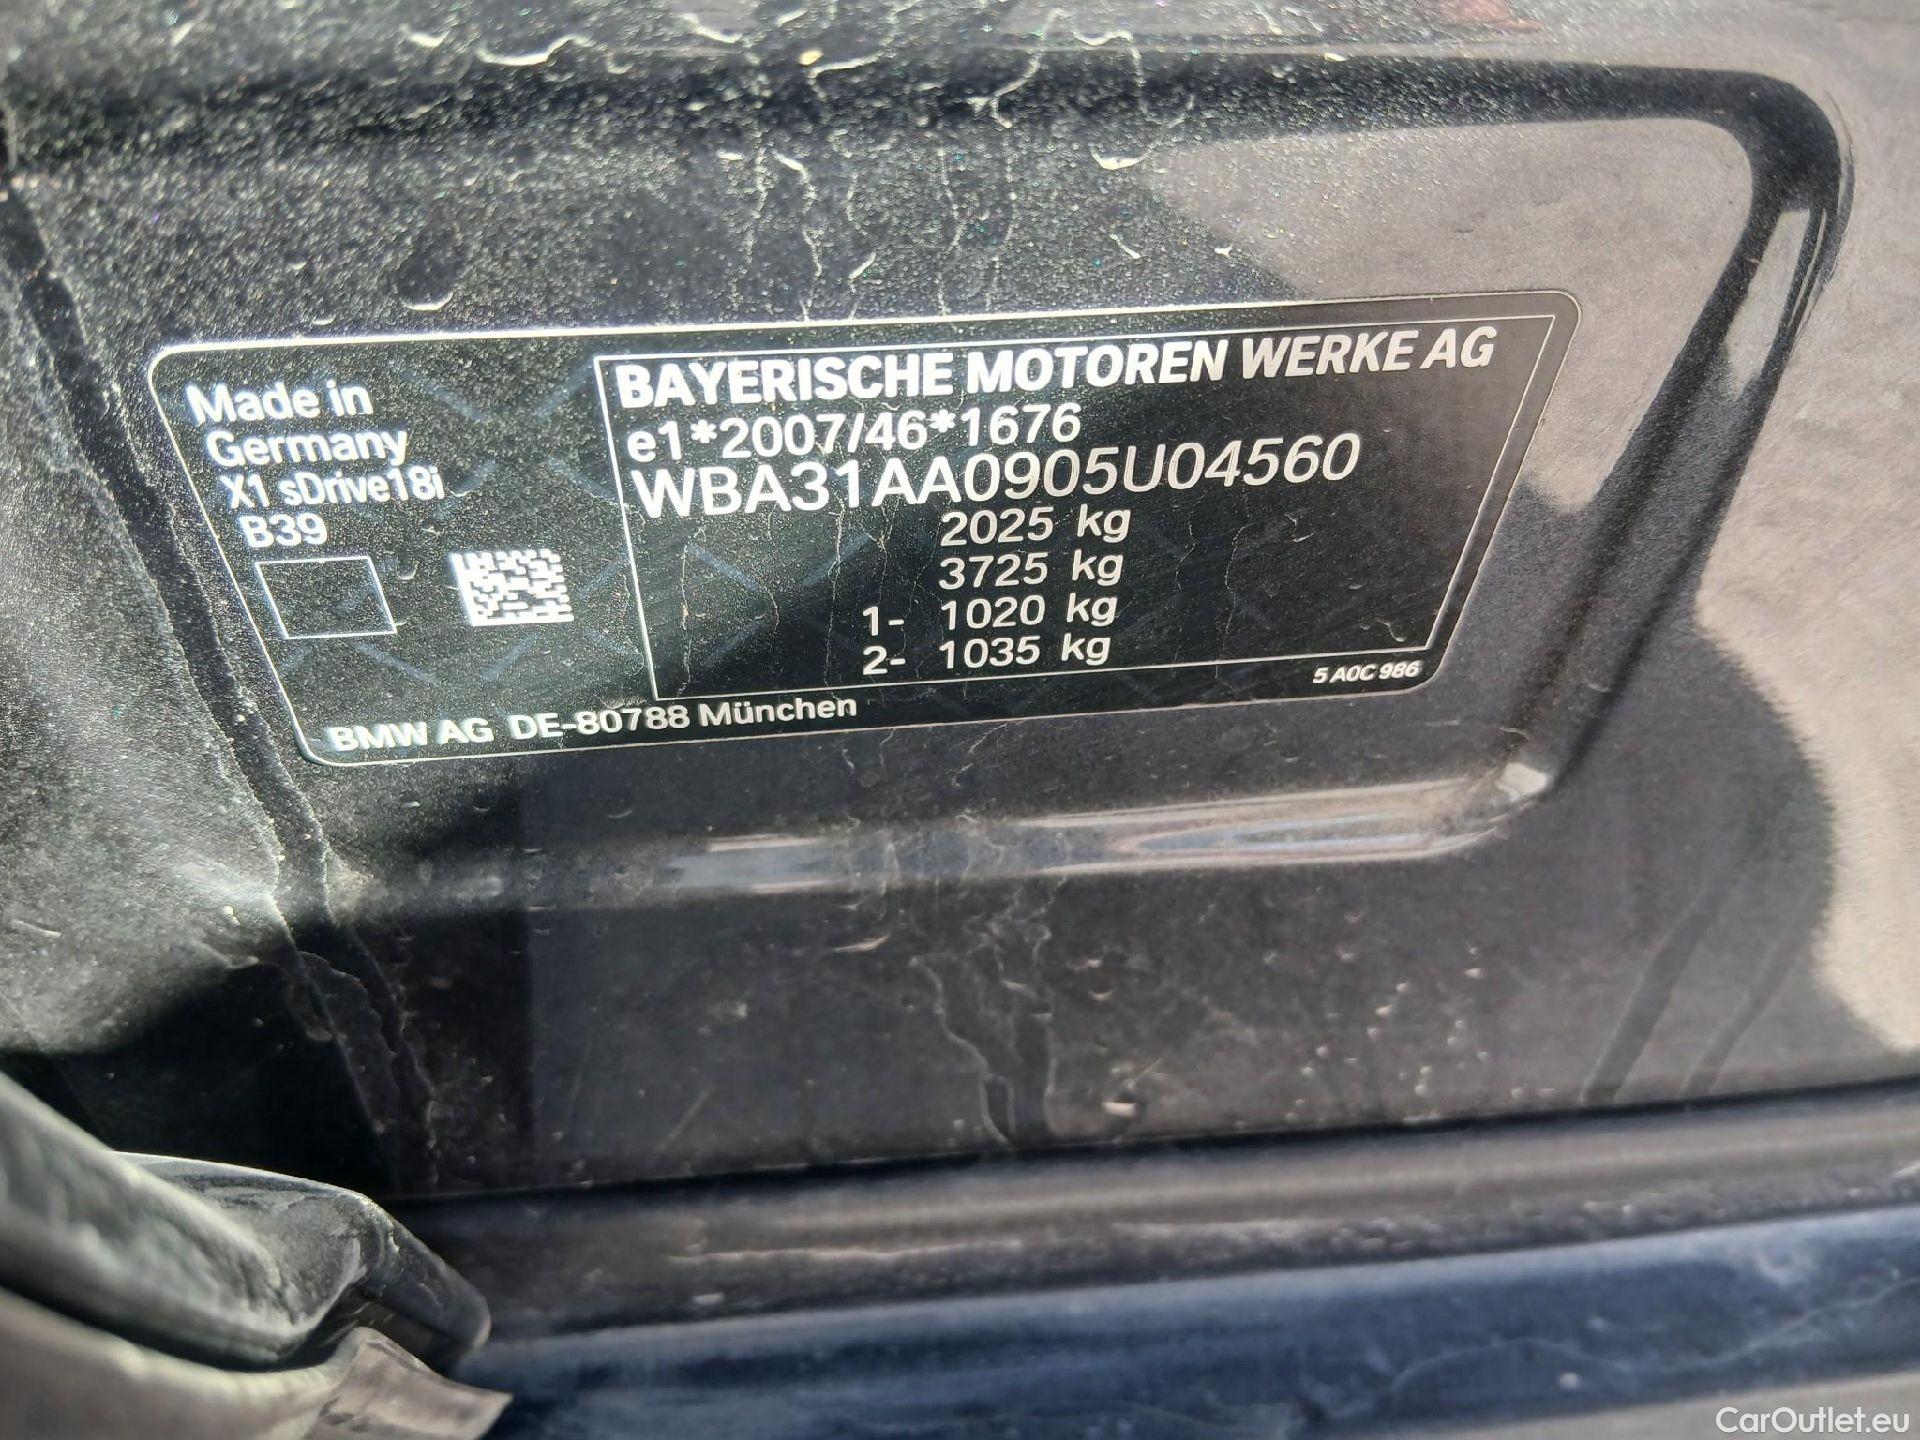 Made in
Germany
X1 sDrive18i
B39
BAYERISCHE MOTOREN WERKE AG
e1*2007/46*1676
WBA31AA0905U04560
2025 kg
3725 kg
1- 1020 kg
2- 1035 kg
5 A0C 986
BMW AG DE-80788 München
CarOutlet.eu